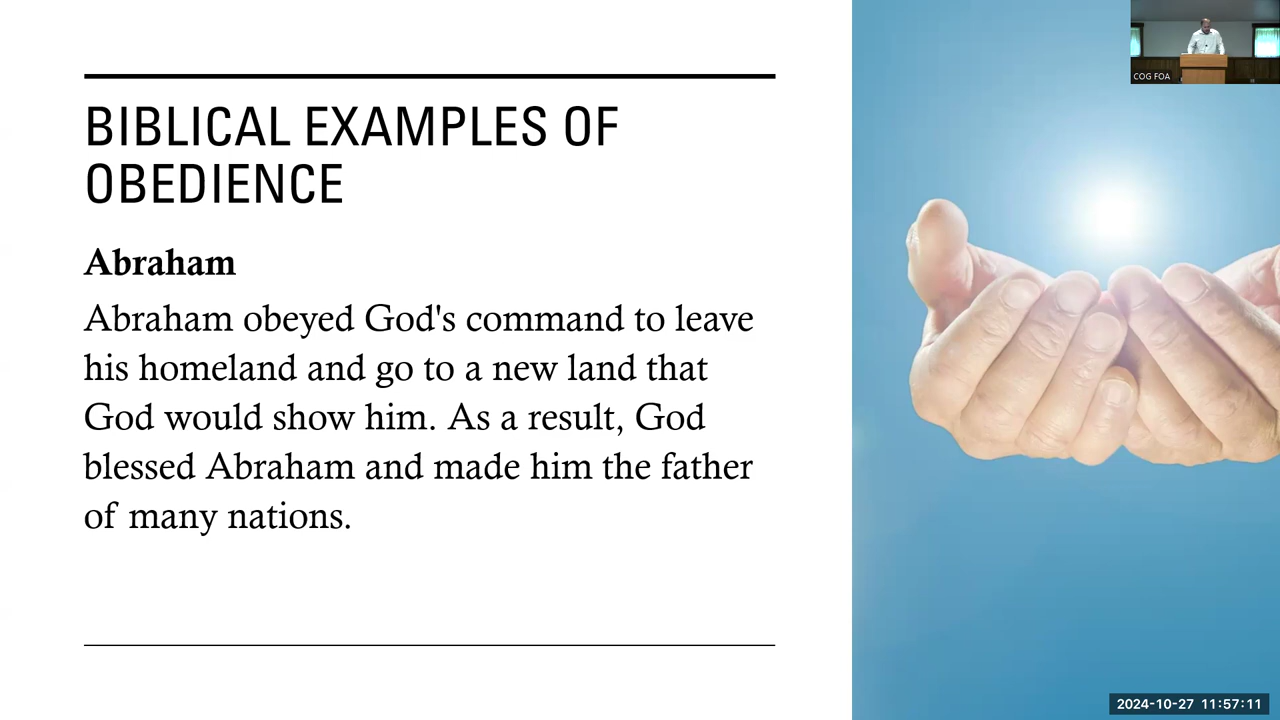 BIBLICAL EXAMPLES OF
OBEDIENCE
Abraham
Abraham obeyed God's command to leave
his homeland and go to a new land that
God would show him. As a result, God
blessed Abraham and made him the father
of many nations.
COG FOA
2024-10-27 11:57:11